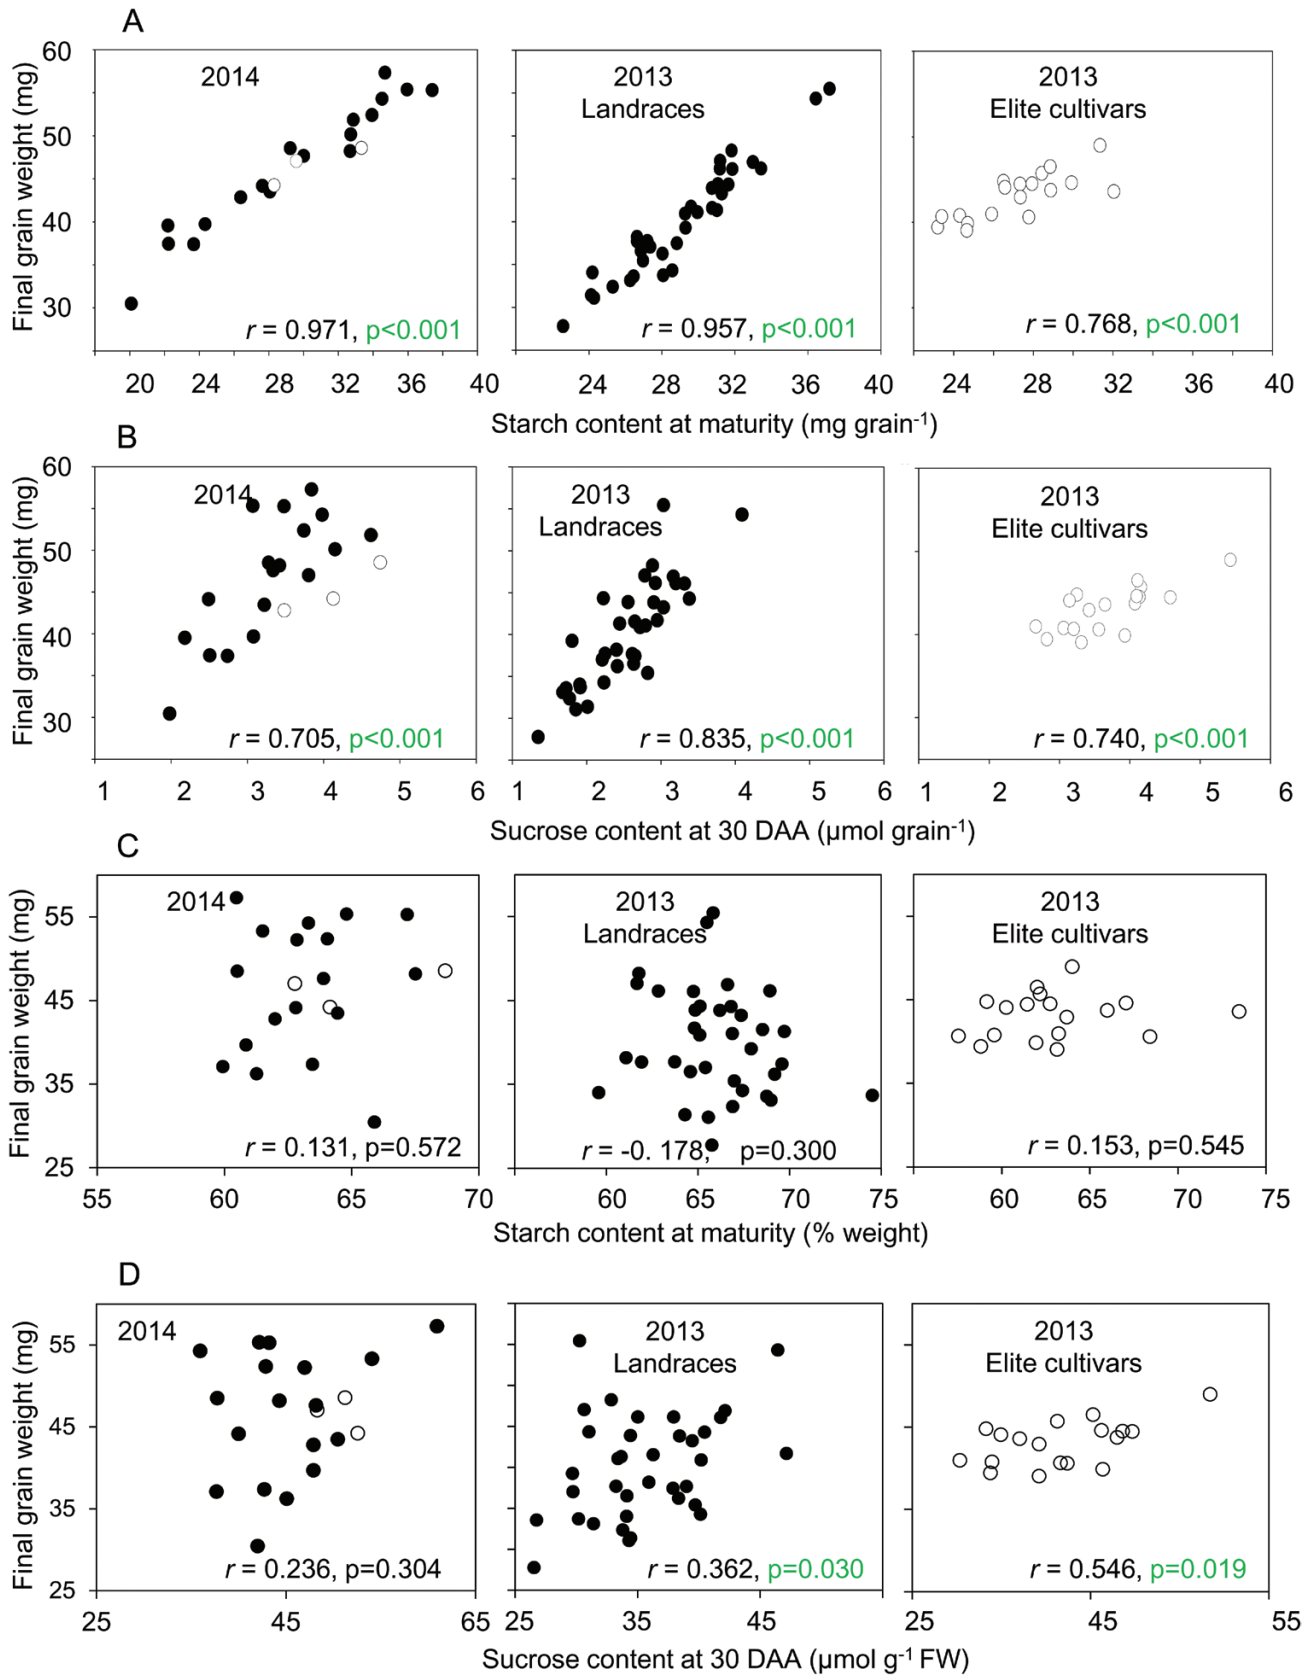 A
60
50
40
30
Final grain weight (mg)
2014
r = 0.971, p<0.001
20 24 28 32 36 40
2013
Landraces
r = 0.957, p<0.001
24 28 32 36 40
2013
Elite cultivars
r = 0.768, p<0.001
24 28 32 36 40
Starch content at maturity (mg grain⁻¹)
B
60
50
40
30
Final grain weight (mg)
2014
r = 0.705, p<0.001
1 2 3 4 5 6
2013
Landraces
r = 0.835, p<0.001
1 2 3 4 5 6
2013
Elite cultivars
r = 0.740, p<0.001
1 2 3 4 5 6
Sucrose content at 30 DAA (µmol grain⁻¹)
C
55
45
35
25
Final grain weight (mg)
2014
r = 0.131, p=0.572
55 60 65 70
2013
Landraces
r = -0. 178, p=0.300
60 65 70 75
2013
Elite cultivars
r = 0.153, p=0.545
60 65 70 75
Starch content at maturity (% weight)
D
55
45
35
25
Final grain weight (mg)
2014
r = 0.236, p=0.304
25 45 65
2013
Landraces
r = 0.362, p=0.030
25 35 45
2013
Elite cultivars
r = 0.546, p=0.019
25 45 55
Sucrose content at 30 DAA (µmol g⁻¹ FW)